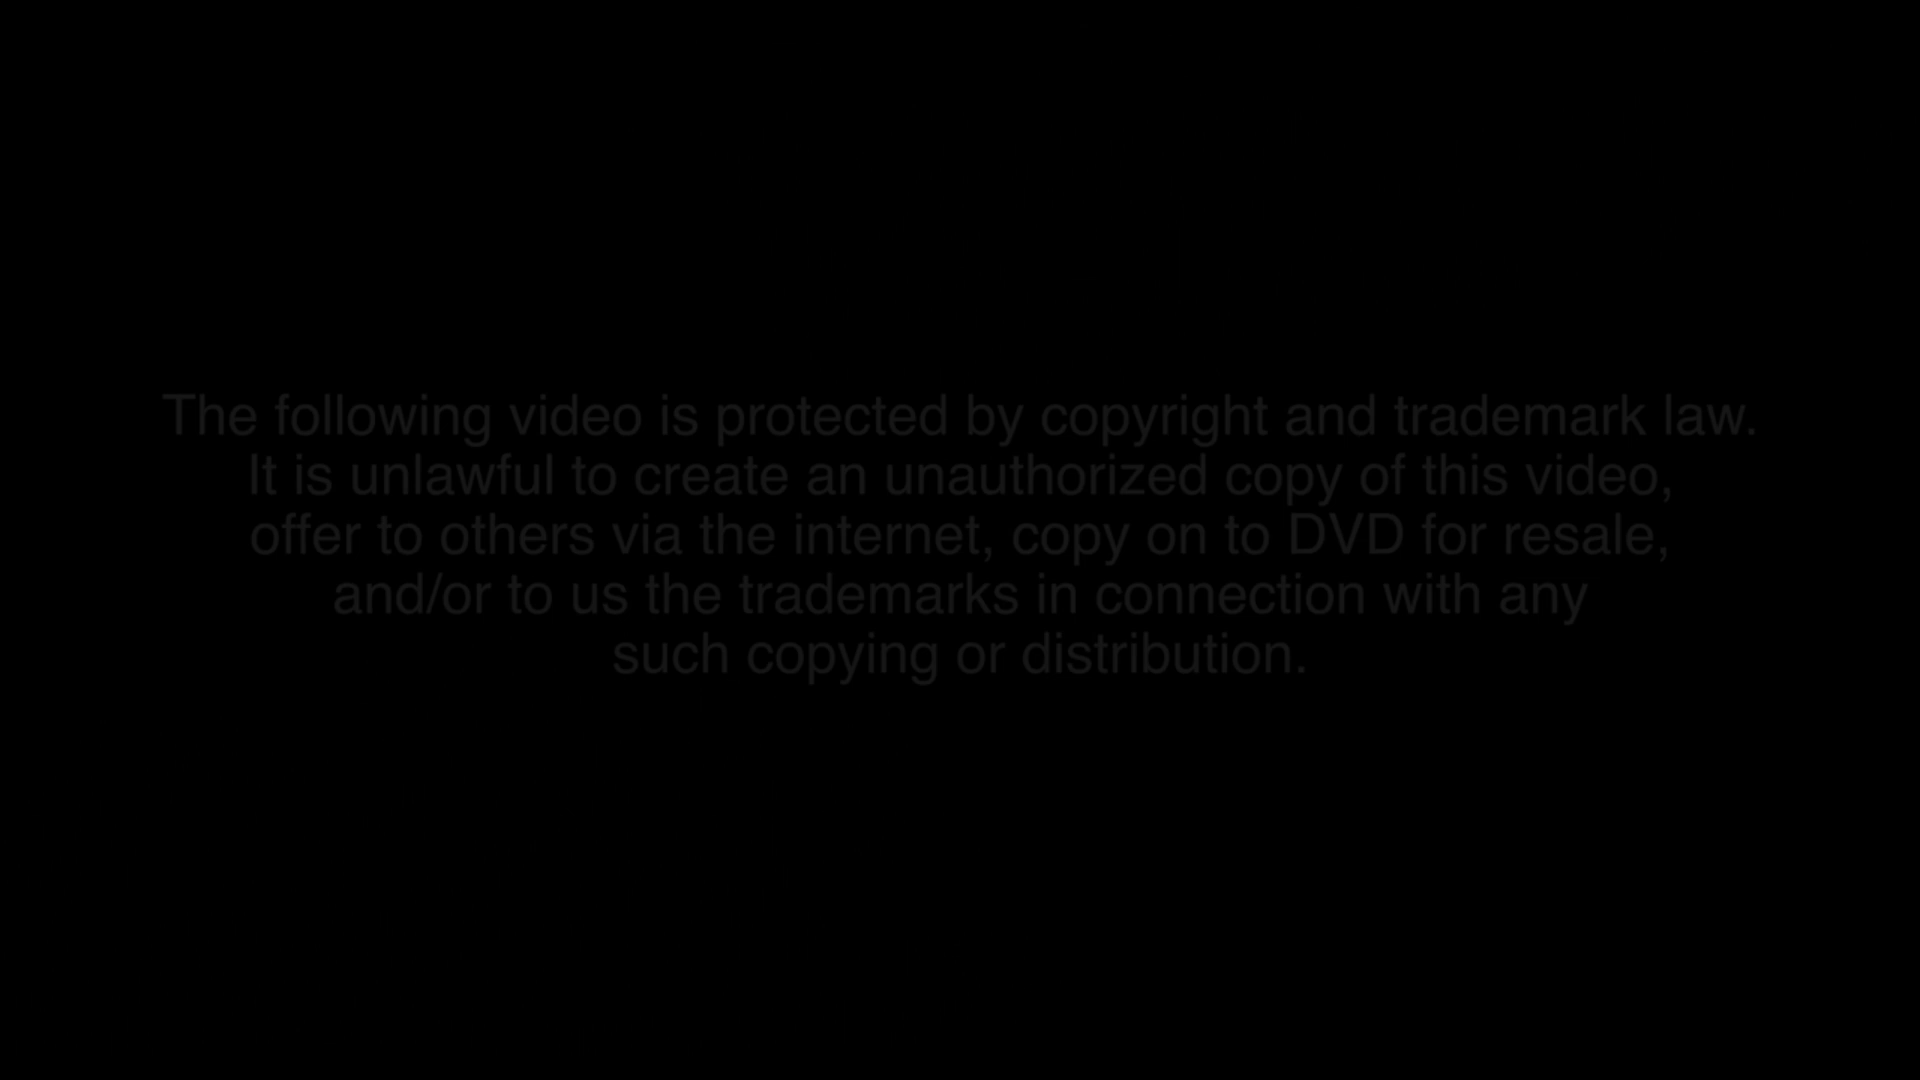 The following video is protected by copyright and trademark law.
It is unlawful to create an unauthorized copy of this video,
offer to others via the internet, copy on to DVD for resale,
and/or to us the trademarks in connection with any
such copying or distribution.